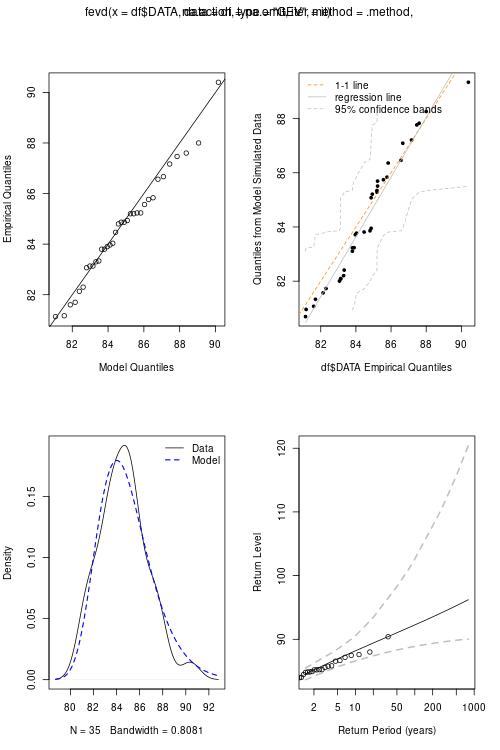 fevd(x = df$DATA,
method = .method,
90
88
86
84
82
Empirical Quantiles
82 84 86 88 90
Model Quantiles
1-1 line
regression line
95% confidence bands
88
86
84
82
Quantiles from Model Simulated Data
82 84 86 88 90
df$DATA Empirical Quantiles
Data
Model
0.15
0.10
0.05
0.00
Density
80 82 84 86 88 90 92
N = 35 Bandwidth = 0.8081
120
110
100
90
Return Level
2 5 10 50 200 1000
Return Period (years)